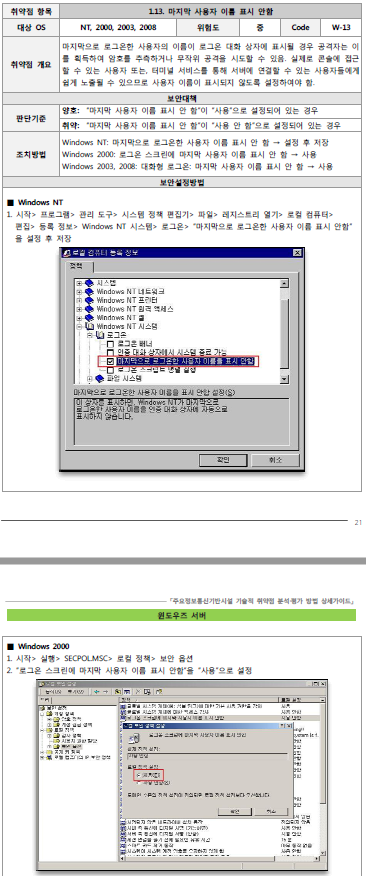 취약점 항목 1.13. 마지막 사용자 이름 표시 안함
대상 OS NT, 2000, 2003, 2008 위험도 중 Code W-13
취약점 개요 마지막으로 로그온한 사용자의 이름이 로그온 대화 상자에 표시될 경우 공격자는 이
를 획득하여 암호를 추측하거나 무작위 공격을 시도할 수 있음. 실제로 콘솔에 접근
할 수 있는 사용자 또는, 터미널 서비스를 통해 서버에 연결할 수 있는 사용자들에게
쉽게 노출될 수 있으므로 사용자 이름이 표시되지 않도록 설정하여야 함.
보안대책
판단기준 양호: "마지막 사용자 이름 표시 안 함"이 "사용"으로 설정되어 있는 경우
취약: "마지막 사용자 이름 표시 안 함"이 "사용 안 함"으로 설정되어 있는 경우
조치방법 Windows NT: 마지막으로 로그온한 사용자 이름 표시 안 함 → 설정 후 저장
Windows 2000: 로그온 스크린에 마지막 사용자 이름 표시 안 함 → 사용
Windows 2003, 2008: 대화형 로그온: 마지막 사용자 이름 표시 안 함 → 사용
보안설정방법
■ Windows NT
1. 시작> 프로그램> 관리 도구> 시스템 정책 편집기> 파일> 레지스트리 열기> 로컬 컴퓨터>
편집> 등록 정보> Windows NT 시스템> 로그온> "마지막으로 로그온한 사용자 이름 표시 안함"
을 설정 후 저장
로컬 컴퓨터 등록 정보
정책
시스템
Windows NT 네트워크
Windows NT 프린터
Windows NT 원격 액세스
Windows NT 셸
Windows NT 시스템
로그온
로그온 배너
인증 대화 상자에서 시스템 종료 가능
마지막으로 로그온한 사용자 이름을 표시 안함
로그온 스크립트 병렬 실행
파일 시스템
마지막으로 로그온한 사용자 이름을 표시 안함 설정(S)
이 상자를 표시하면, Windows NT가 마지막으로
로그온한 사용자 이름을 인증 대화 상자에 자동으로
표시하지 않습니다.
확인 취소
21
「주요정보통신기반시설 기술적 취약점 분석·평가 방법 상세가이드」
윈도우즈 서버
■ Windows 2000
1. 시작> 실행> SECPOL.MSC> 로컬 정책> 보안 옵션
2. "로그온 스크린에 마지막 사용자 이름 표시 안함"을 "사용"으로 설정